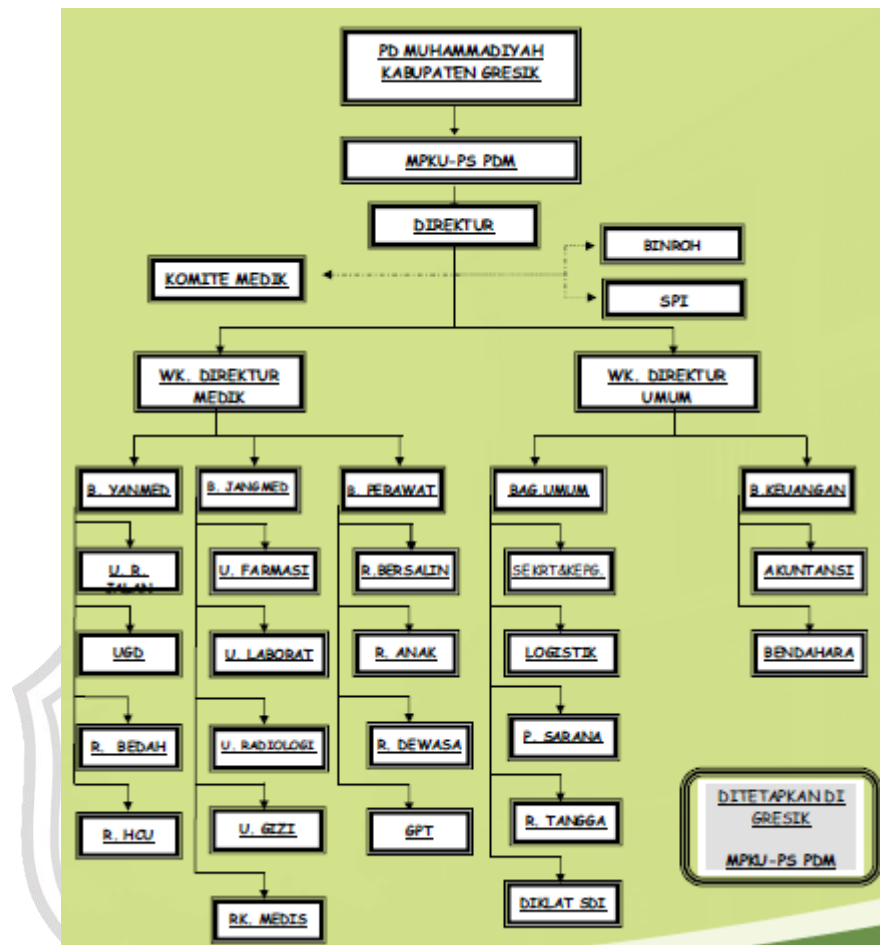 PD MUHAMMADIYAH
KABUPATEN GRESIK
MPKU-PS PDM
DIREKTUR
BINROH
KOMITE MEDIK
SPI
WK. DIREKTUR
MEDIK
WK. DIREKTUR
UMUM
B. YANMED
B. JANGMED
B. PERAWAT
BAG.UMUM
B.KEUANGAN
U. R.
JALAN
U. FARMASI
R.BERSALIN
SEKRT&KEPG.
AKUNTANSI
UGD
U. LABORAT
R. ANAK
LOGISTIK
BENDAHARA
R. BEDAH
U. RADIOLOGI
R. DEWASA
P. SARANA
R. HCU
U. GIZI
GPT
R. TANGGA
RK. MEDIS
DIKLAT SDI
DITETAPKAN DI
GRESIK
MPKU-PS PDM